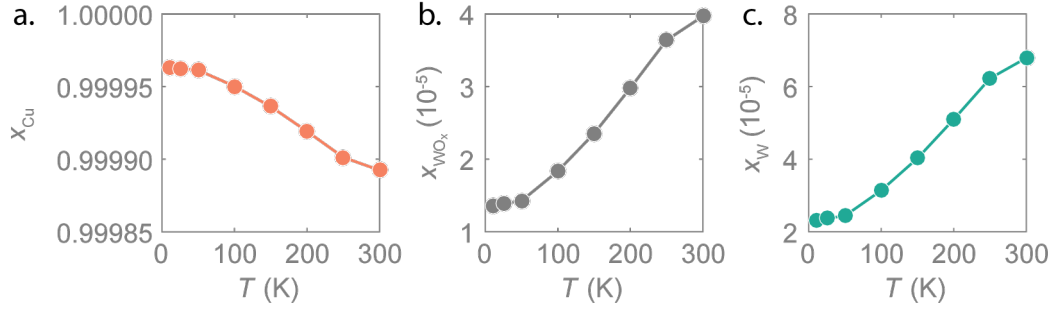 a.
1.00000
0.99995
0.99990
0.99985
x_Cu
0 100 200 300
T (K)
b.
4
3
2
1
x_WOₓ (10⁻⁵)
0 100 200 300
T (K)
c.
8
6
4
2
x_W (10⁻⁵)
0 100 200 300
T (K)